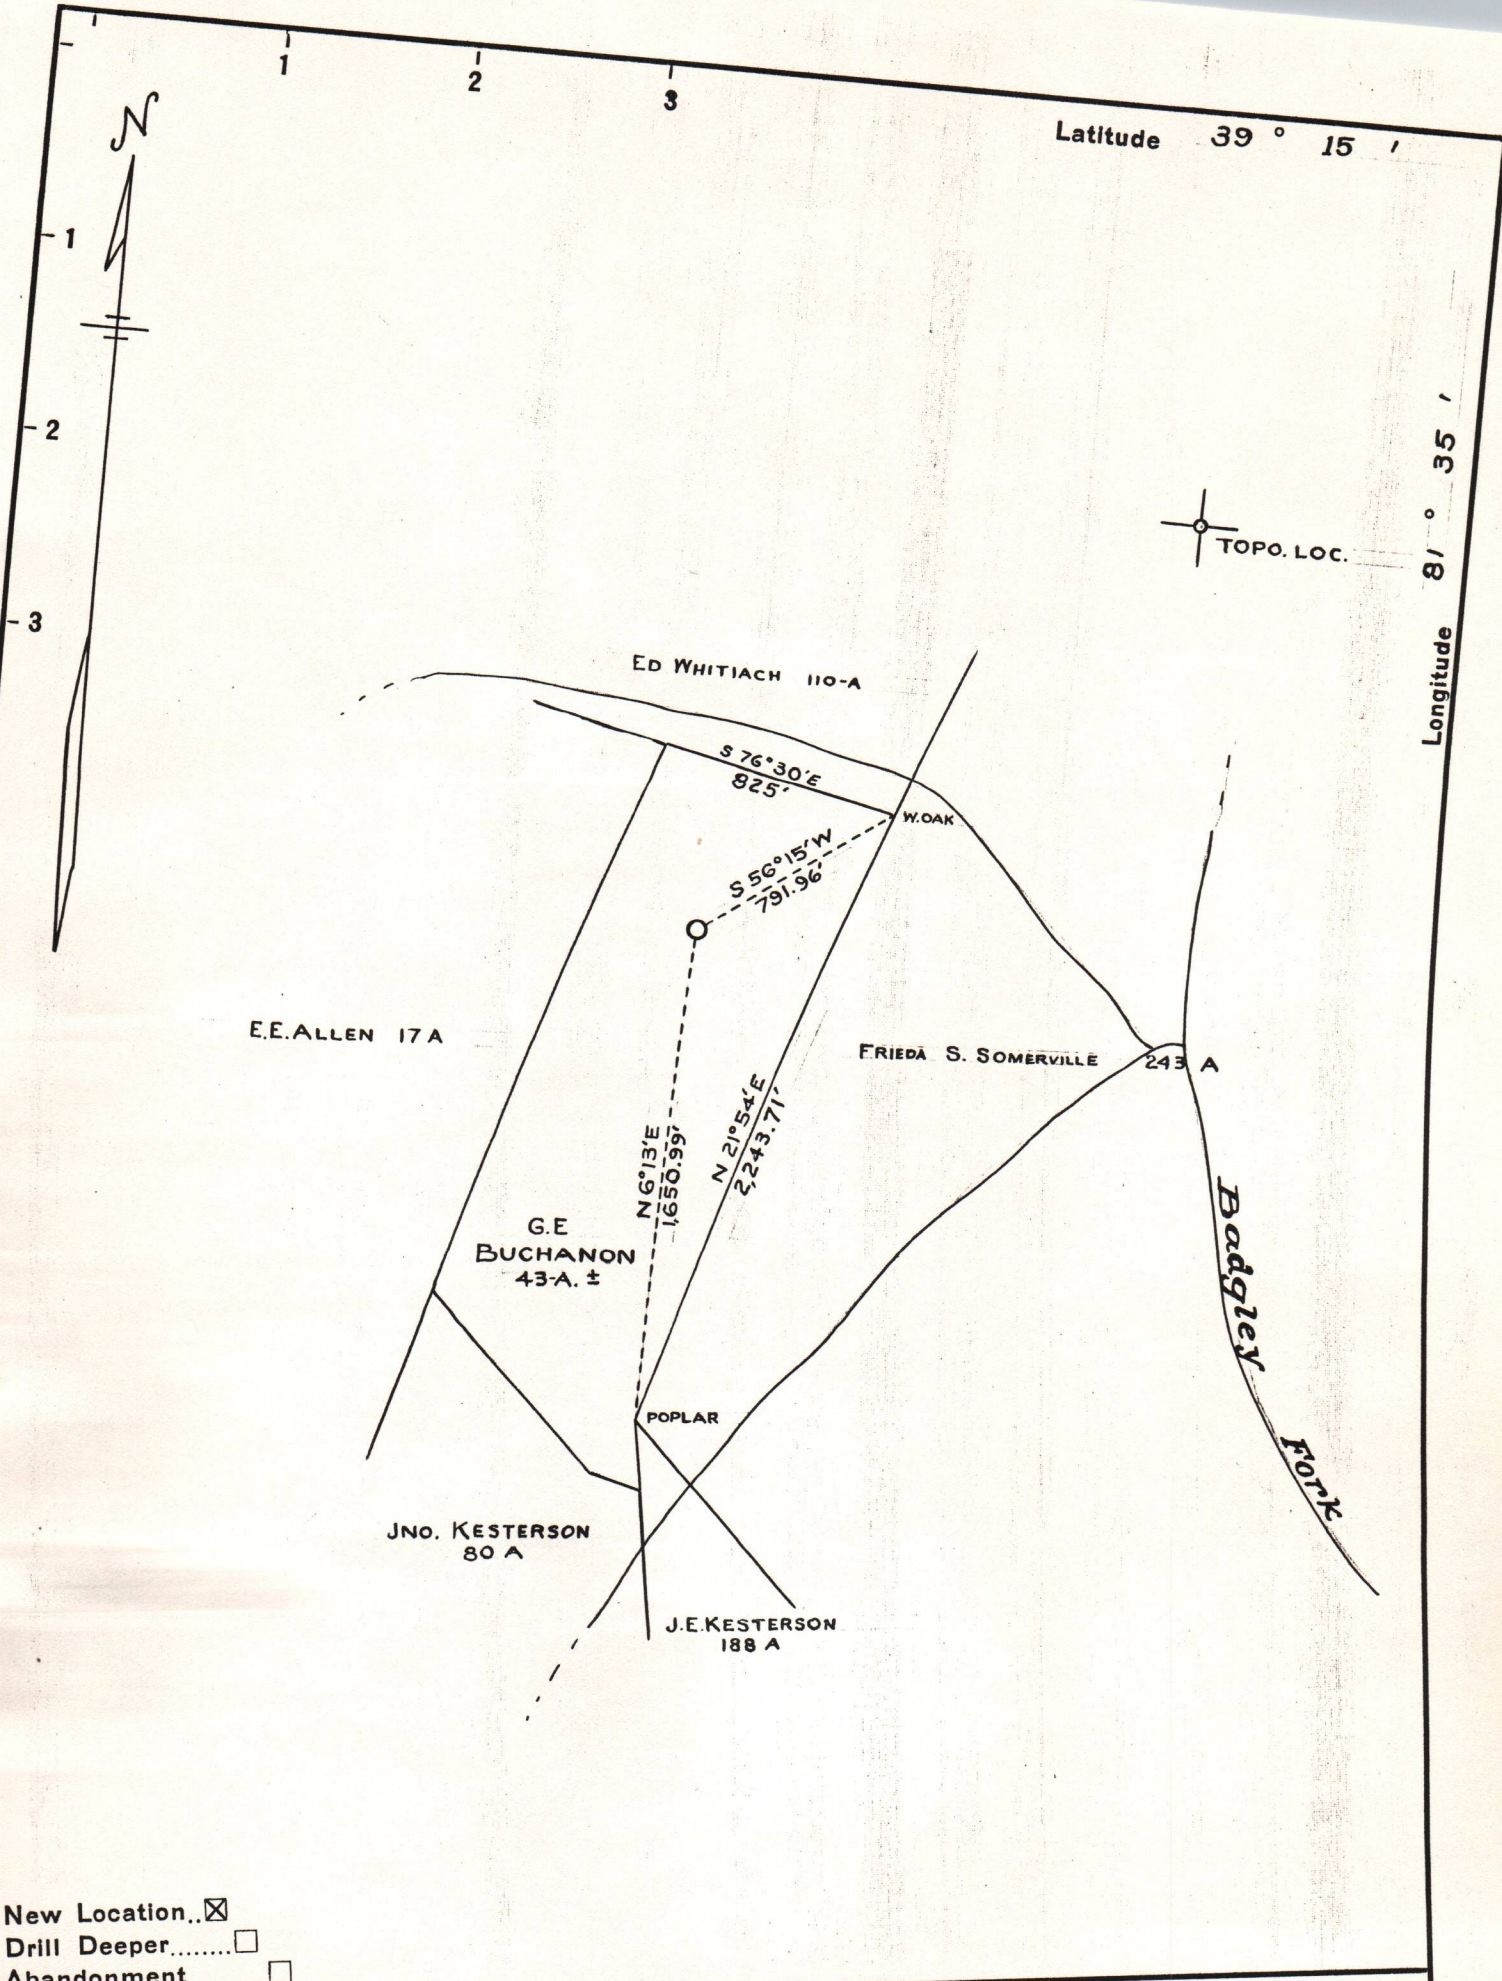 1
2
3
N
Latitude 39° 15'
1
2
3
Longitude 81° 35'
TOPO. LOC.
ED WHITIACH 110-A
S 76°30'E
825'
W. OAK
S 56°15'W
791.96'
E.E. ALLEN 17 A
FRIEDA S. SOMERVILLE 243 A
N 6°13'E
1,650.99'
N 21°54'E
2,243.71'
G.E
BUCHANON
43-A. ±
Badgley Fork
POPLAR
JNO. KESTERSON
80 A
J.E. KESTERSON
188 A
New Location..☒
Drill Deeper........☐
Abandonment ☐